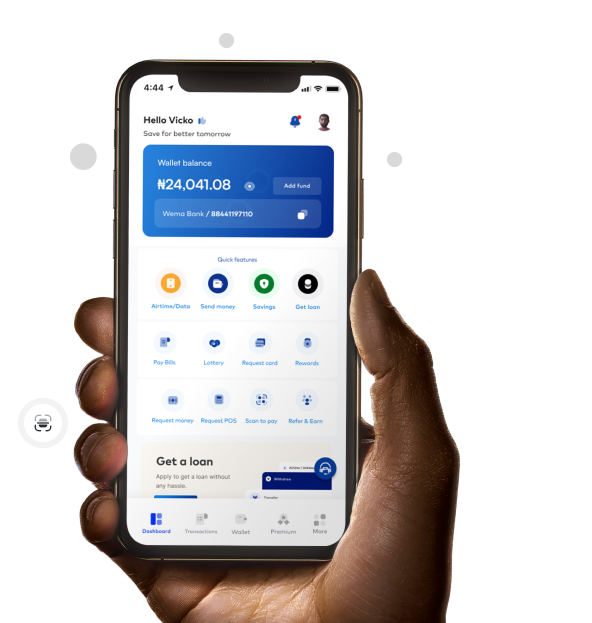 4:44
Hello Vicko
Save for better tomorrow
Wallet balance
₦24,041.08
Add fund
Wema Bank / 88441197110
Quick features
Airtime/Data Send money Savings Get loan
Pay Bills Lottery Request card Rewards
Request money Request POS Scan to pay Refer & Earn
Get a loan
Apply to get a loan without
any hassle.
Withdraw
Transfer
Dashboard Transactions Wallet Premium More